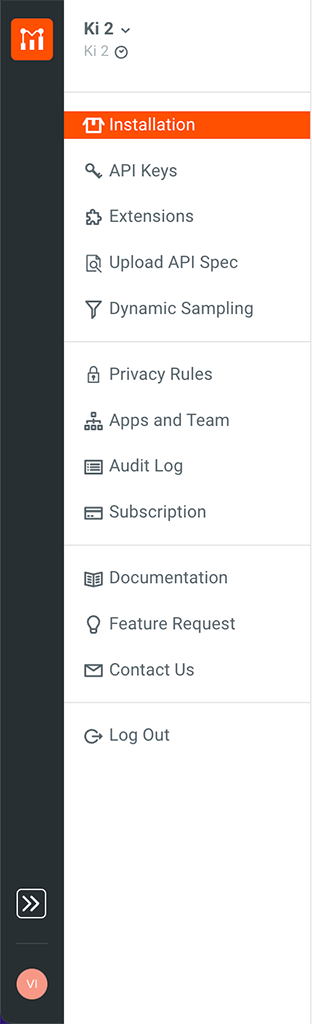 Ki 2
Ki 2
Installation
API Keys
Extensions
Upload API Spec
Dynamic Sampling
Privacy Rules
Apps and Team
Audit Log
Subscription
Documentation
Feature Request
Contact Us
Log Out
VI